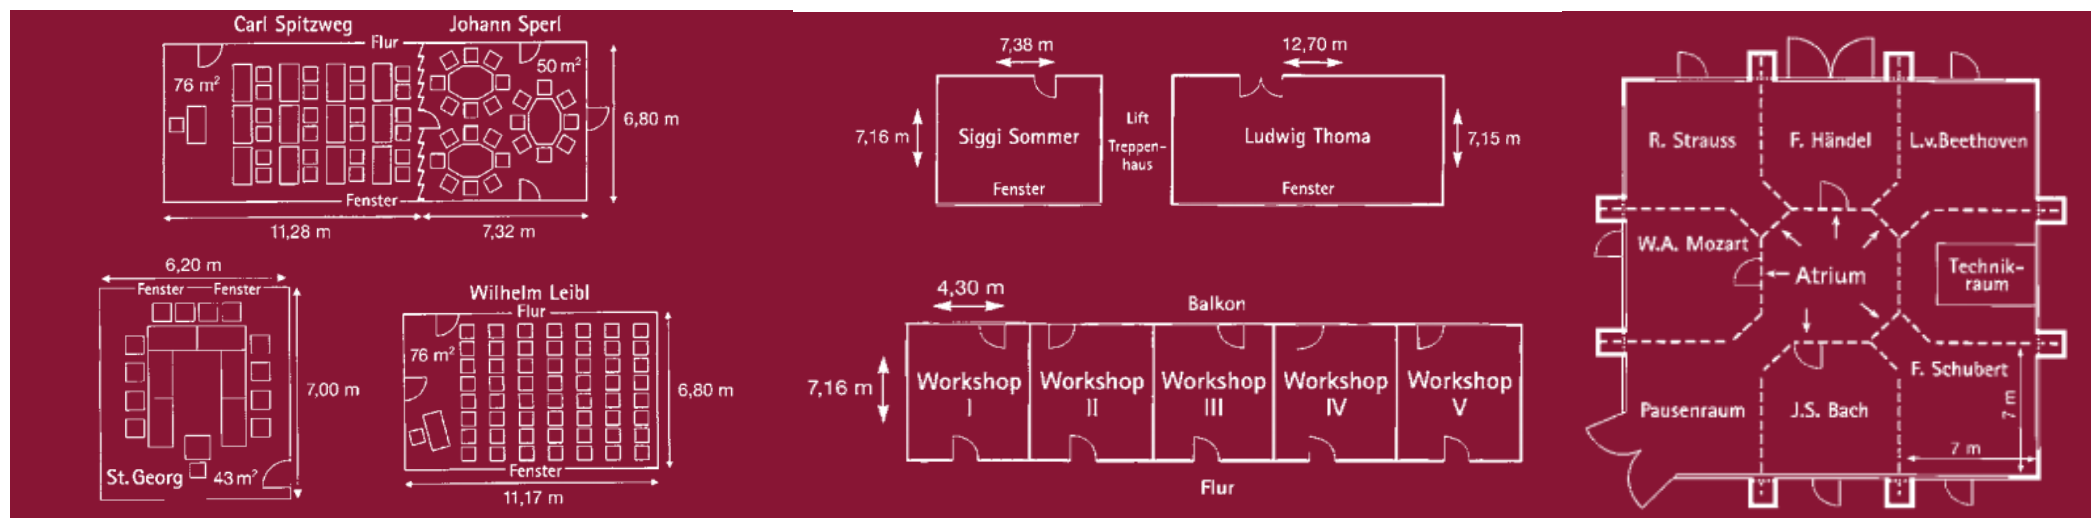 Carl Spitzweg
Johann Sperl
Flur
76 m²
50 m²
6,80 m
Fenster
11,28 m
7,32 m
6,20 m
Fenster
Fenster
7,00 m
St. Georg
43 m²
Wilhelm Leibl
Flur
76 m²
6,80 m
Fenster
11,17 m
7,38 m
12,70 m
7,16 m
Siggi Sommer
Fenster
Lift
Treppen-
haus
Ludwig Thoma
Fenster
7,15 m
4,30 m
Balkon
7,16 m
Workshop
I
Workshop
II
Workshop
III
Workshop
IV
Workshop
V
Flur
R. Strauss
F. Händel
L.v.Beethoven
W.A. Mozart
Atrium
Technik-
raum
F. Schubert
Pausenraum
J.S. Bach
7 m
7 m